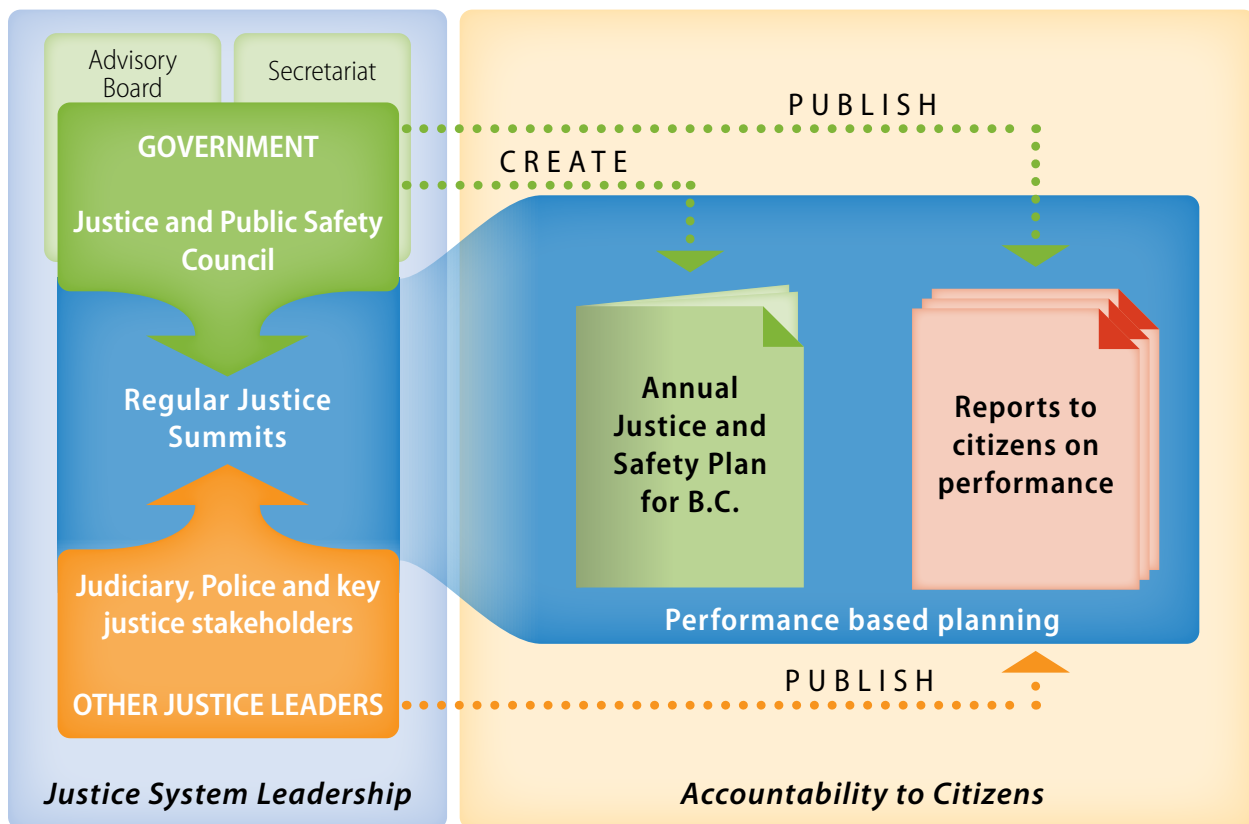 Advisory
Board
Secretariat
GOVERNMENT
Justice and Public Safety
Council
Regular Justice
Summits
Judiciary, Police and key
justice stakeholders
OTHER JUSTICE LEADERS
Justice System Leadership
PUBLISH
CREATE
Annual
Justice and
Safety Plan
for B.C.
Reports to
citizens on
performance
Performance based planning
PUBLISH
Accountability to Citizens